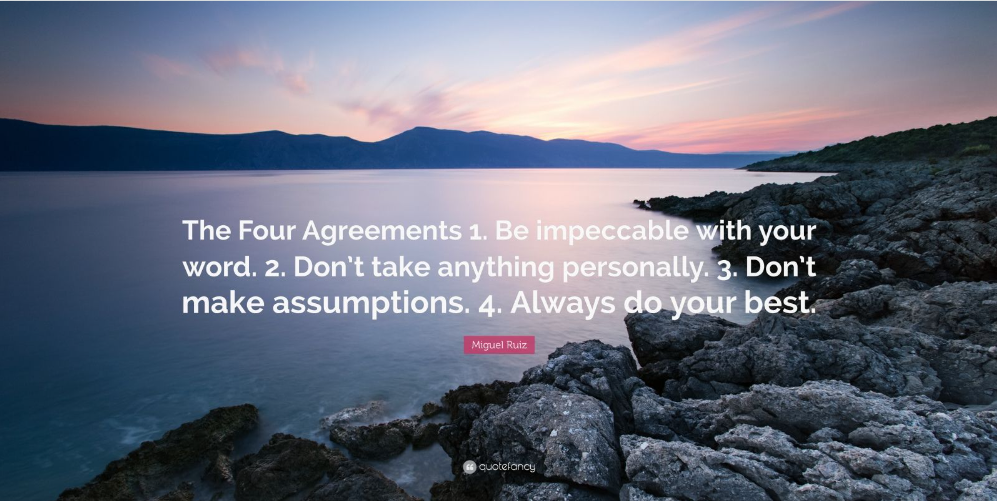 The Four Agreements 1. Be impeccable with your
word. 2. Don’t take anything personally. 3. Don’t
make assumptions. 4. Always do your best.
Miguel Ruiz
quotefancy